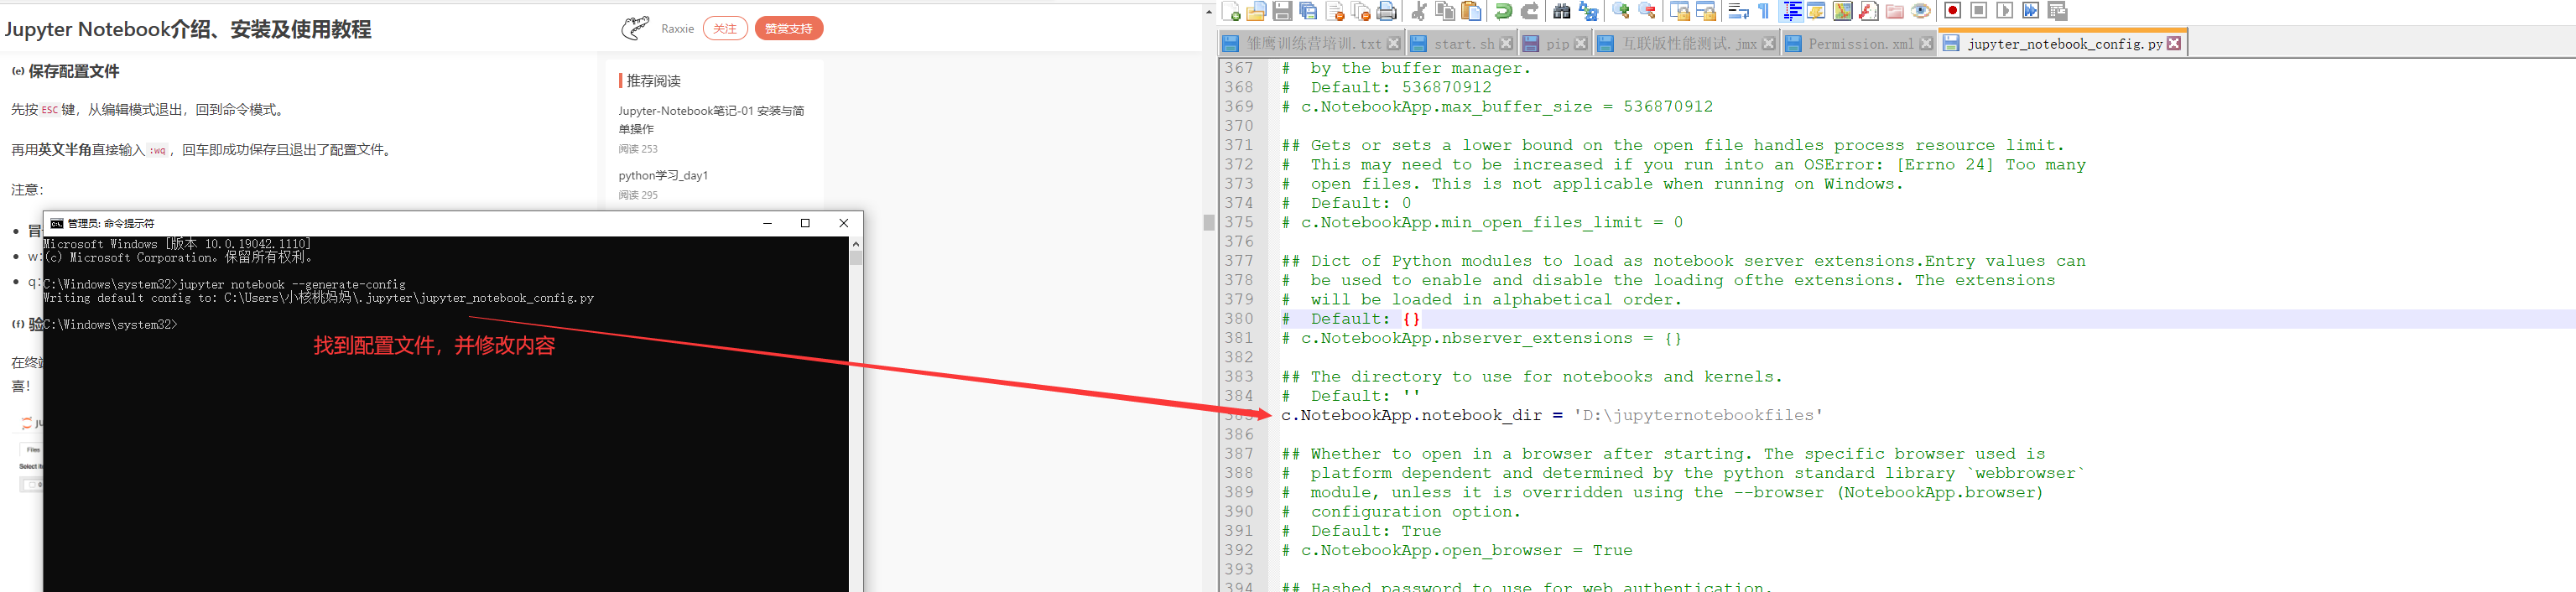 Jupyter Notebook介绍、安装及使用教程
Raxxie
关注
赞赏支持
(e) 保存配置文件
先按 ESC 键，从编辑模式退出，回到命令模式。
再用英文半角直接输入 :wq ，回车即成功保存且退出了配置文件。
注意：
冒
w:
q:
(f) 验
在终端
喜！
Files
推荐阅读
Jupyter-Notebook笔记-01 安装与简
单操作
阅读 253
python学习_day1
阅读 295
管理员: 命令提示符
Microsoft Windows [版本 10.0.19042.1110]
(c) Microsoft Corporation。保留所有权利。
C:\Windows\system32>jupyter notebook --generate-config
Writing default config to: C:\Users\小核桃妈妈\.jupyter\jupyter_notebook_config.py
C:\Windows\system32>
找到配置文件，并修改内容
雏鹰训练营培训.txt
start.sh
pip
互联版性能测试.jmx
Permission.xml
jupyter_notebook_config.py
367 #  by the buffer manager.
368 #  Default: 536870912
369 # c.NotebookApp.max_buffer_size = 536870912
370
371 ## Gets or sets a lower bound on the open file handles process resource limit.
372 #  This may need to be increased if you run into an OSError: [Errno 24] Too many
373 #  open files. This is not applicable when running on Windows.
374 #  Default: 0
375 # c.NotebookApp.min_open_files_limit = 0
376
377 ## Dict of Python modules to load as notebook server extensions.Entry values can
378 #  be used to enable and disable the loading ofthe extensions. The extensions
379 #  will be loaded in alphabetical order.
380 #  Default: {}
381 # c.NotebookApp.nbserver_extensions = {}
382
383 ## The directory to use for notebooks and kernels.
384 #  Default: ''
385 c.NotebookApp.notebook_dir = 'D:\jupyternotebookfiles'
386
387 ## Whether to open in a browser after starting. The specific browser used is
388 #  platform dependent and determined by the python standard library `webbrowser`
389 #  module, unless it is overridden using the --browser (NotebookApp.browser)
390 #  configuration option.
391 #  Default: True
392 # c.NotebookApp.open_browser = True
393
394 ## Hashed password to use for web authentication.